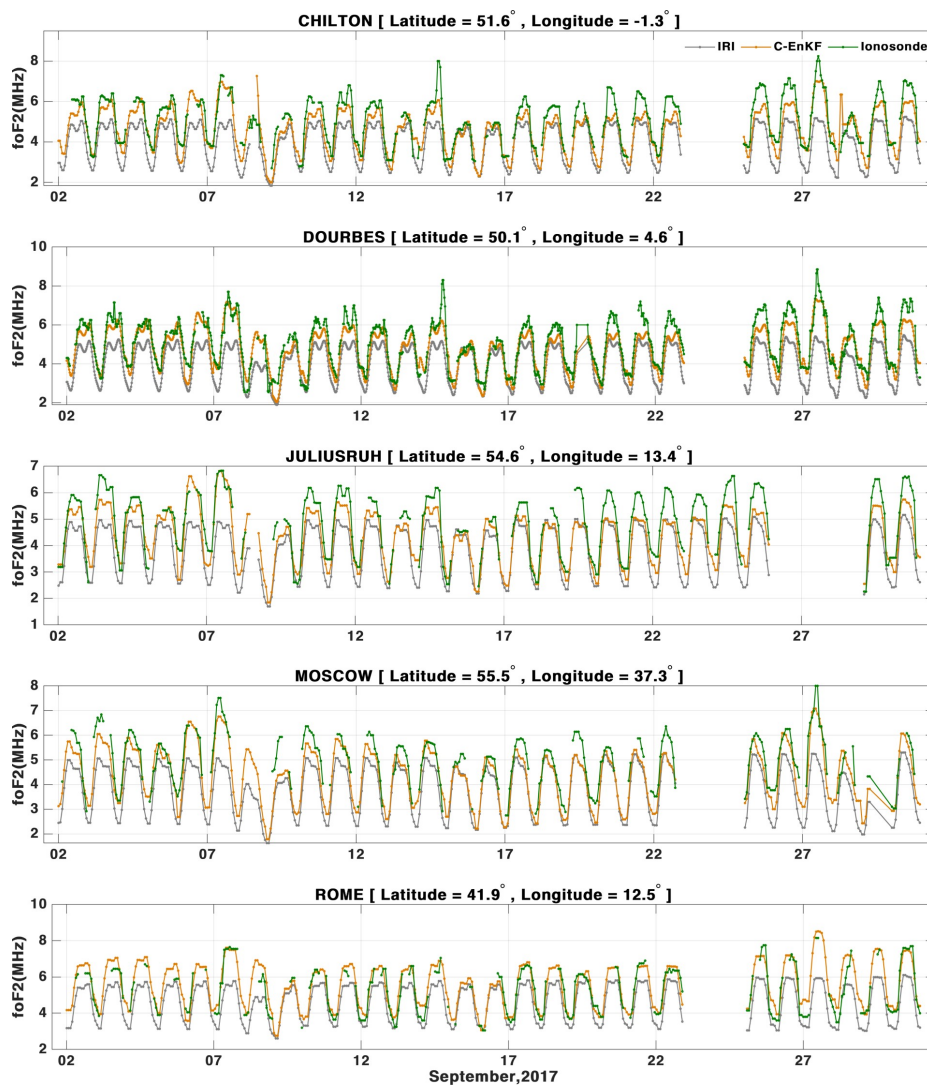 CHILTON [ Latitude = 51.6° , Longitude = -1.3° ]
IRI C-EnKF Ionosonde
foF2(MHz)
8
6
4
2
02 07 12 17 22 27
DOURBES [ Latitude = 50.1° , Longitude = 4.6° ]
foF2(MHz)
10
8
6
4
2
02 07 12 17 22 27
JULIUSRUH [ Latitude = 54.6° , Longitude = 13.4° ]
foF2(MHz)
7
6
5
4
3
2
1
02 07 12 17 22 27
MOSCOW [ Latitude = 55.5° , Longitude = 37.3° ]
foF2(MHz)
8
7
6
5
4
3
2
02 07 12 17 22 27
ROME [ Latitude = 41.9° , Longitude = 12.5° ]
foF2(MHz)
10
8
6
4
2
02 07 12 17 22 27
September,2017